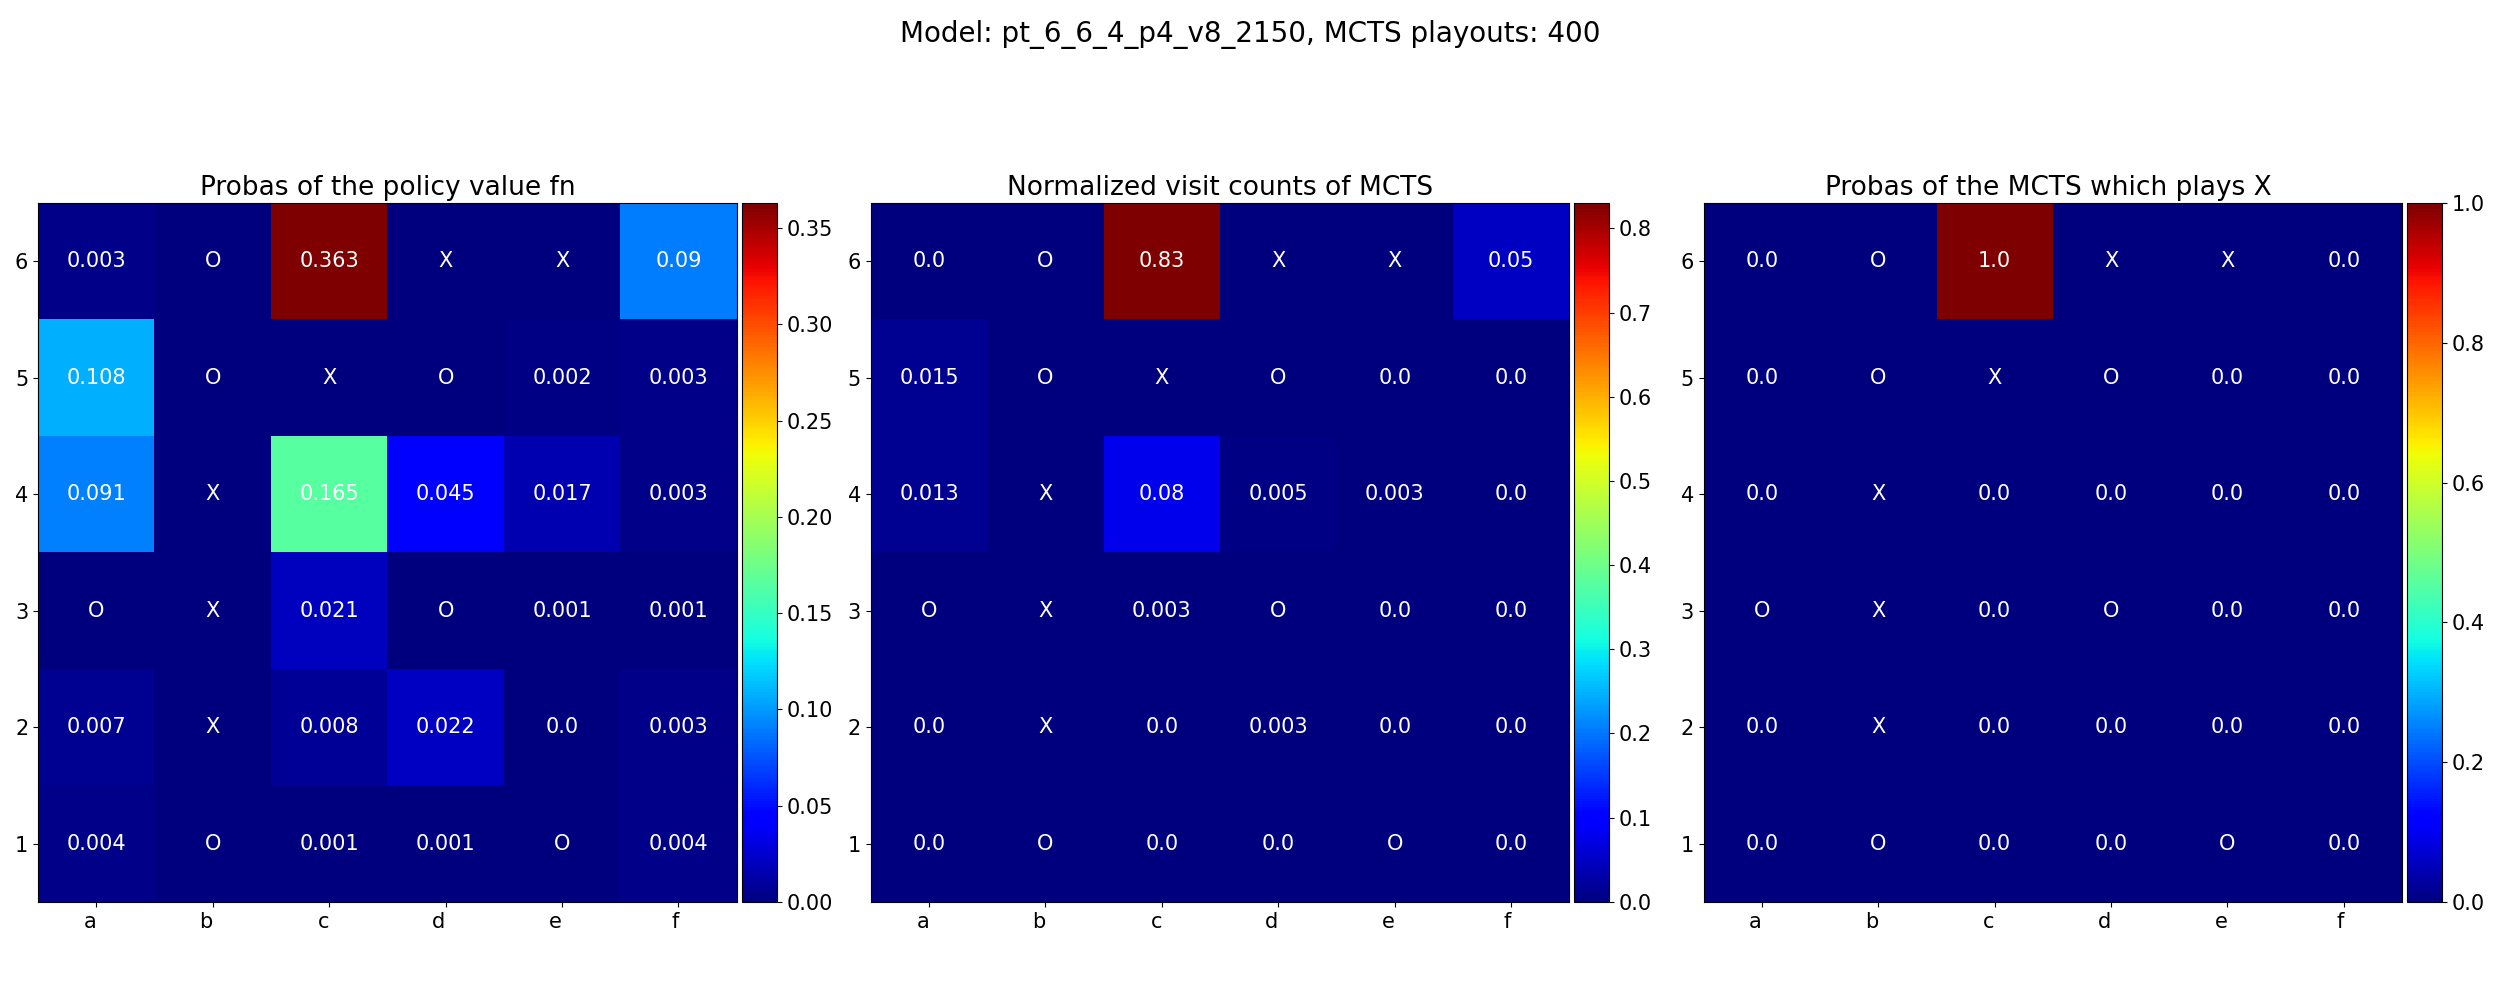 Model: pt_6_6_4_p4_v8_2150, MCTS playouts: 400
Probas of the policy value fn
6 0.003 O 0.363 X X 0.09
5 0.108 O X O 0.002 0.003
4 0.091 X 0.165 0.045 0.017 0.003
3 O X 0.021 O 0.001 0.001
2 0.007 X 0.008 0.022 0.0 0.003
1 0.004 O 0.001 0.001 O 0.004
a b c d e f
0.35
0.30
0.25
0.20
0.15
0.10
0.05
0.00
Normalized visit counts of MCTS
6 0.0 O 0.83 X X 0.05
5 0.015 O X O 0.0 0.0
4 0.013 X 0.08 0.005 0.003 0.0
3 O X 0.003 O 0.0 0.0
2 0.0 X 0.0 0.003 0.0 0.0
1 0.0 O 0.0 0.0 O 0.0
a b c d e f
0.8
0.7
0.6
0.5
0.4
0.3
0.2
0.1
0.0
Probas of the MCTS which plays X
6 0.0 O 1.0 X X 0.0
5 0.0 O X O 0.0 0.0
4 0.0 X 0.0 0.0 0.0 0.0
3 O X 0.0 O 0.0 0.0
2 0.0 X 0.0 0.0 0.0 0.0
1 0.0 O 0.0 0.0 O 0.0
a b c d e f
1.0
0.8
0.6
0.4
0.2
0.0